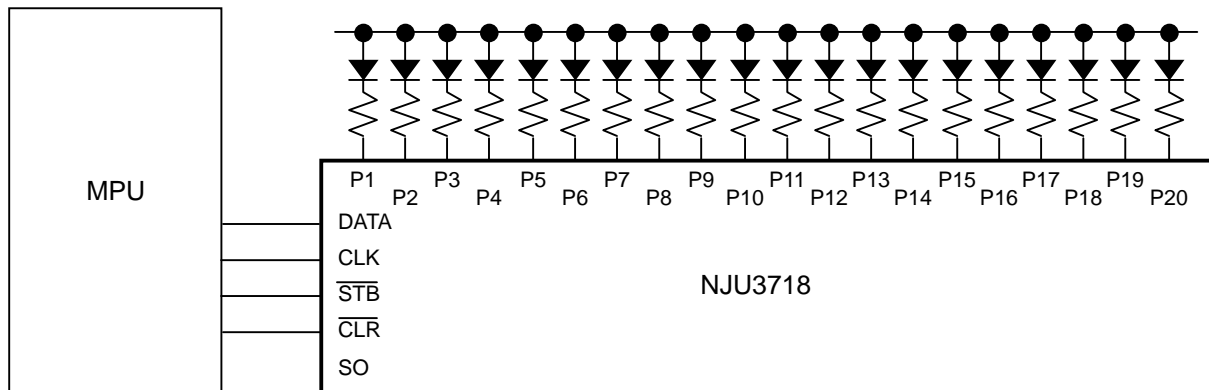 P1 P3 P5 P7 P9 P11 P13 P15 P17 P19
P2 P4 P6 P8 P10 P12 P14 P16 P18 P20
MPU
DATA
CLK
NJU3718
STB
CLR
SO